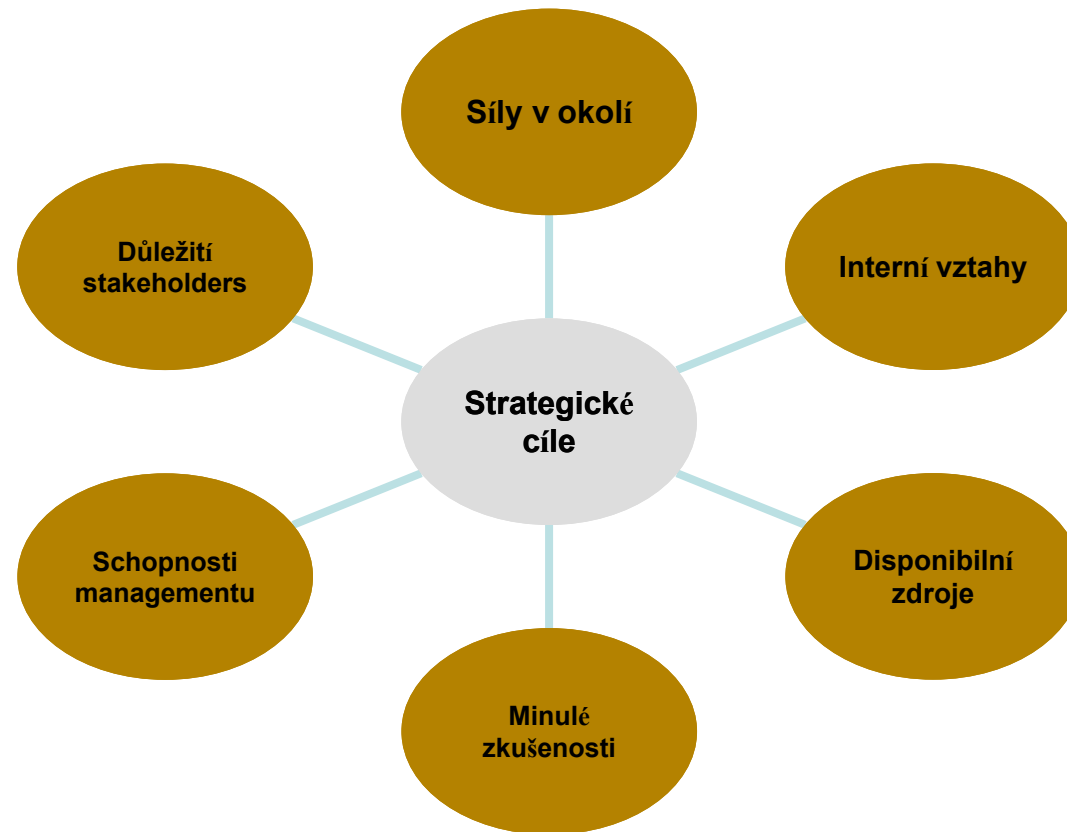 Síly v okolí
Důležití
stakeholders
Interní vztahy
Strategické
cíle
Schopnosti
managementu
Disponibilní
zdroje
Minulé
zkušenosti